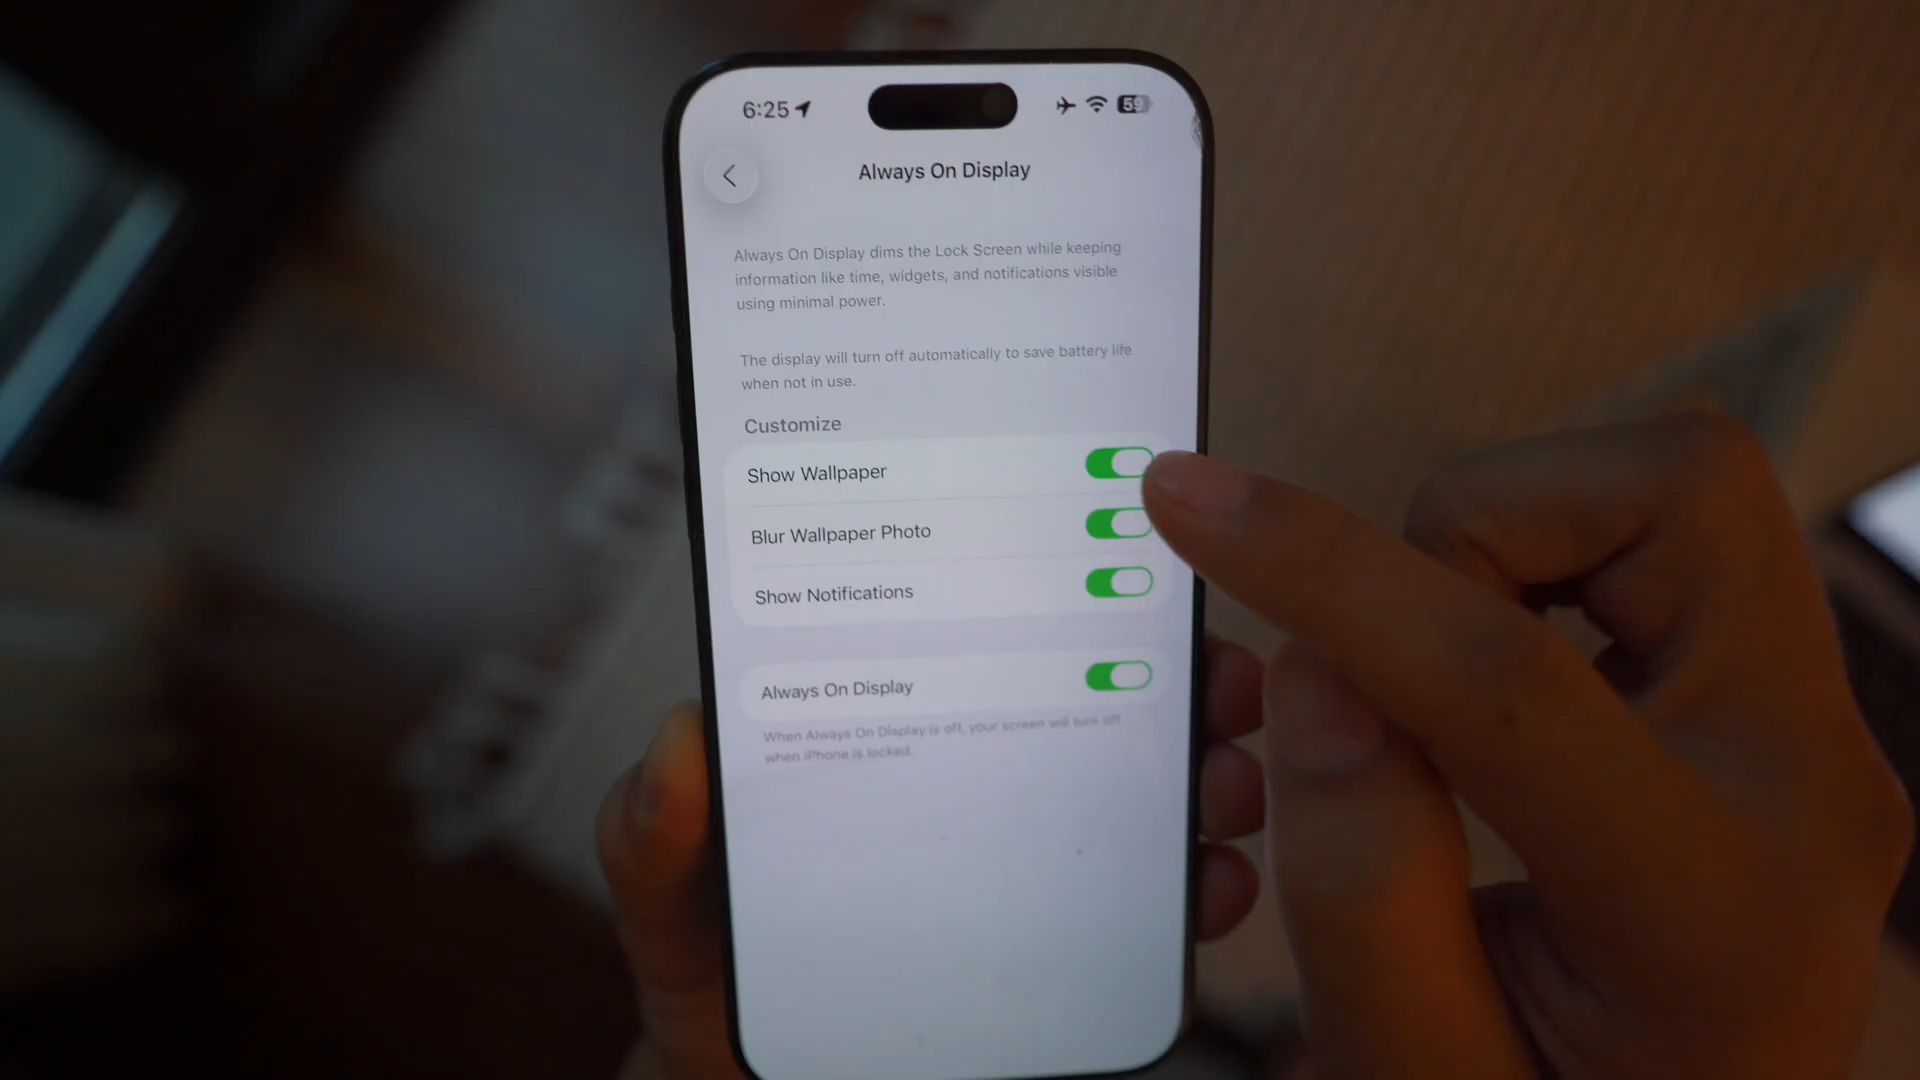 6:25
59
Always On Display
Always On Display dims the Lock Screen while keeping
information like time, widgets, and notifications visible
using minimal power.
The display will turn off automatically to save battery life
when not in use.
Customize
Show Wallpaper
Blur Wallpaper Photo
Show Notifications
Always On Display
When Always On Display is off, your screen will turn off
when iPhone is locked.